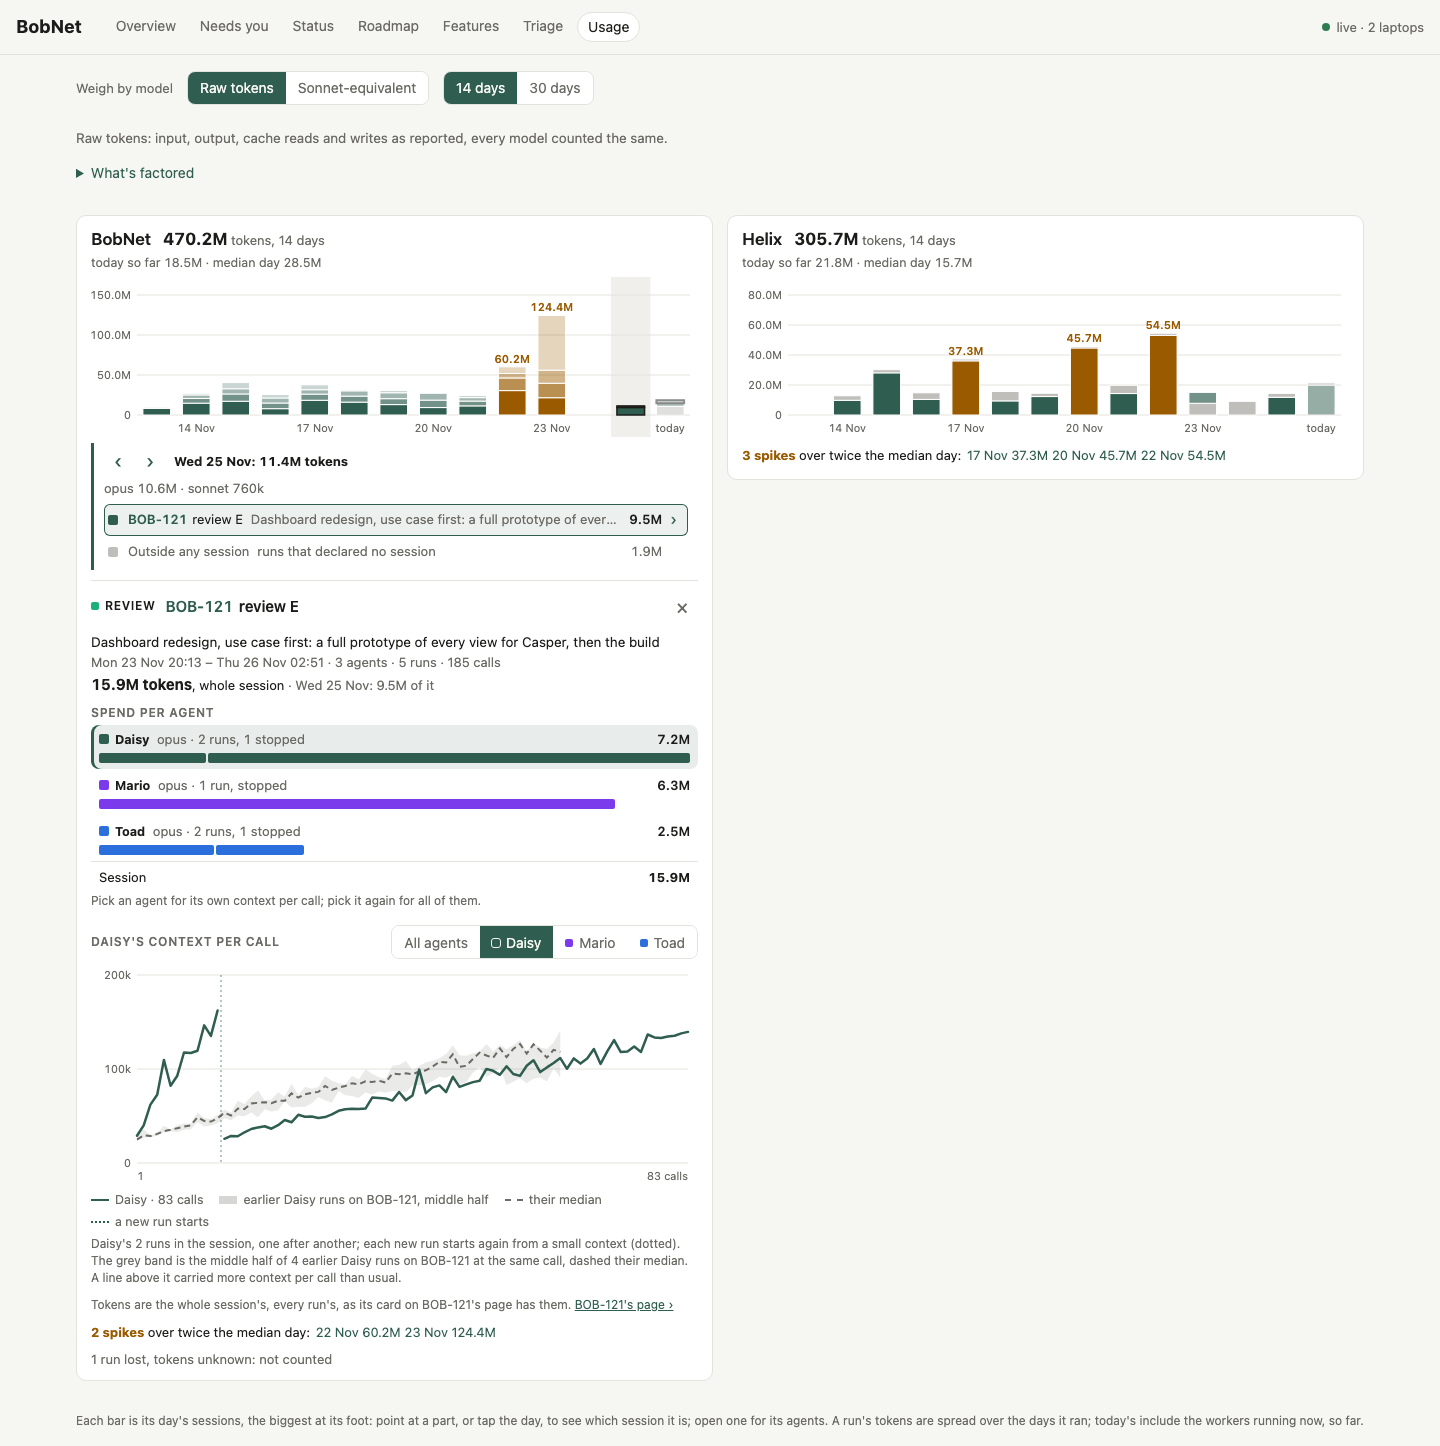 BobNet Overview Needs you Status Roadmap Features Triage Usage live · 2 laptops
Weigh by model Raw tokens Sonnet-equivalent 14 days 30 days
Raw tokens: input, output, cache reads and writes as reported, every model counted the same.
What's factored
BobNet 470.2M tokens, 14 days
today so far 18.5M · median day 28.5M
150.0M
100.0M
50.0M
0
124.4M
60.2M
14 Nov 17 Nov 20 Nov 23 Nov today
‹ › Wed 25 Nov: 11.4M tokens
opus 10.6M · sonnet 760k
BOB-121 review E Dashboard redesign, use case first: a full prototype of ever... 9.5M ›
Outside any session runs that declared no session 1.9M
REVIEW BOB-121 review E ×
Dashboard redesign, use case first: a full prototype of every view for Casper, then the build
Mon 23 Nov 20:13 – Thu 26 Nov 02:51 · 3 agents · 5 runs · 185 calls
15.9M tokens, whole session · Wed 25 Nov: 9.5M of it
SPEND PER AGENT
Daisy opus · 2 runs, 1 stopped 7.2M
Mario opus · 1 run, stopped 6.3M
Toad opus · 2 runs, 1 stopped 2.5M
Session 15.9M
Pick an agent for its own context per call; pick it again for all of them.
DAISY'S CONTEXT PER CALL All agents Daisy Mario Toad
200k
100k
0
1 83 calls
Daisy · 83 calls earlier Daisy runs on BOB-121, middle half their median
a new run starts
Daisy's 2 runs in the session, one after another; each new run starts again from a small context (dotted).
The grey band is the middle half of 4 earlier Daisy runs on BOB-121 at the same call, dashed their median.
A line above it carried more context per call than usual.
Tokens are the whole session's, every run's, as its card on BOB-121's page has them. BOB-121's page ›
2 spikes over twice the median day: 22 Nov 60.2M 23 Nov 124.4M
1 run lost, tokens unknown: not counted
Helix 305.7M tokens, 14 days
today so far 21.8M · median day 15.7M
80.0M
60.0M
40.0M
20.0M
0
37.3M
45.7M
54.5M
14 Nov 17 Nov 20 Nov 23 Nov today
3 spikes over twice the median day: 17 Nov 37.3M 20 Nov 45.7M 22 Nov 54.5M
Each bar is its day's sessions, the biggest at its foot: point at a part, or tap the day, to see which session it is; open one for its agents. A run's tokens are spread over the days it ran; today's include the workers running now, so far.